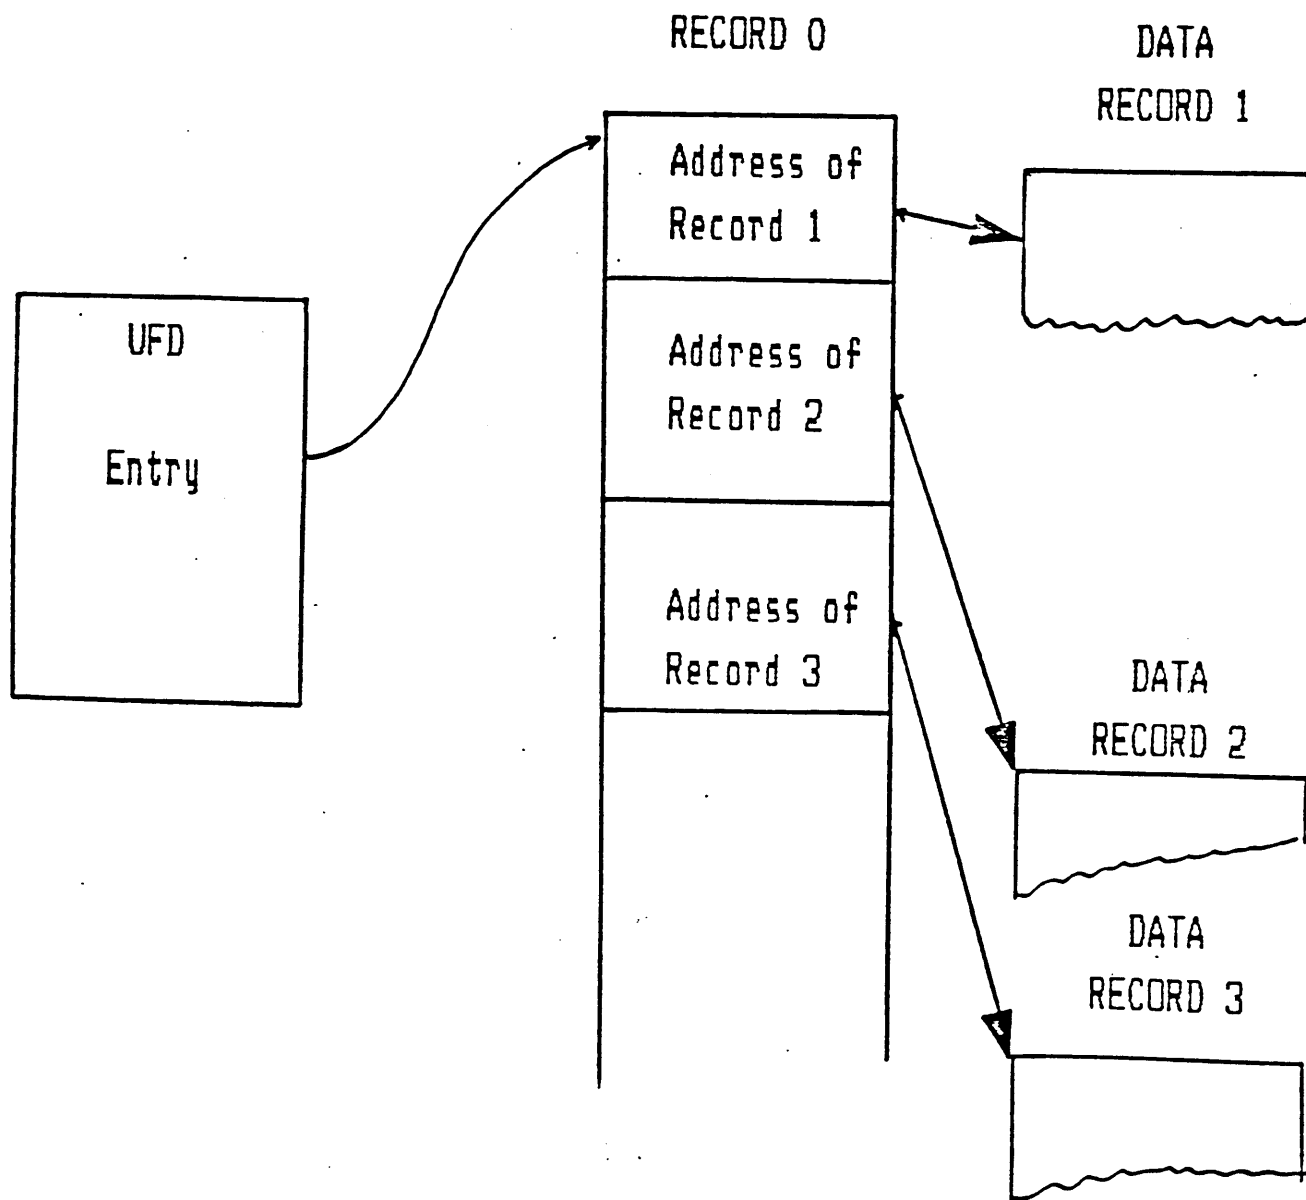 RECORD 0
DATA
RECORD 1
Address of
Record 1
UFD
Entry
Address of
Record 2
Address of
Record 3
DATA
RECORD 2
DATA
RECORD 3